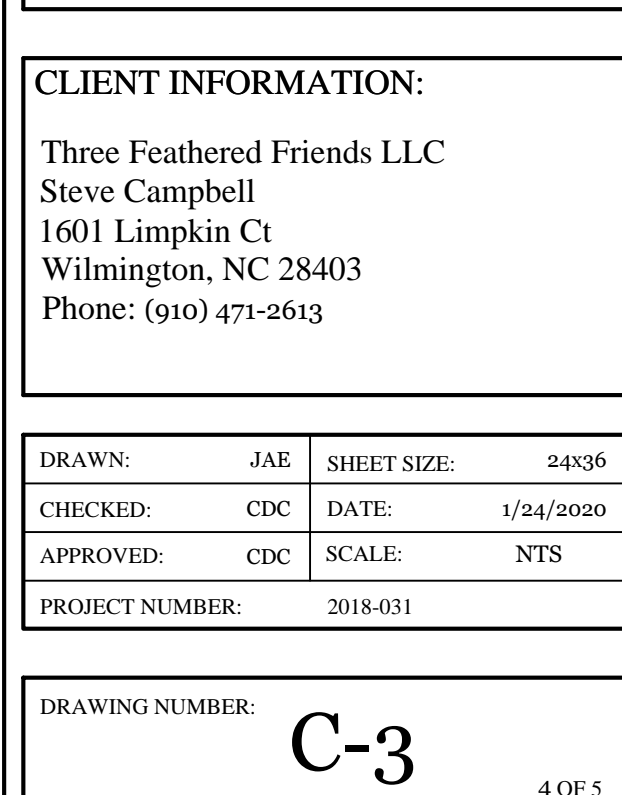 CLIENT INFORMATION:
Three Feathered Friends LLC
Steve Campbell
1601 Limpkin Ct
Wilmington, NC 28403
Phone: (910) 471-2613
DRAWN: JAE SHEET SIZE: 24x36
CHECKED: CDC DATE: 1/24/2020
APPROVED: CDC SCALE: NTS
PROJECT NUMBER: 2018-031
DRAWING NUMBER:
C-3
4 OF 5